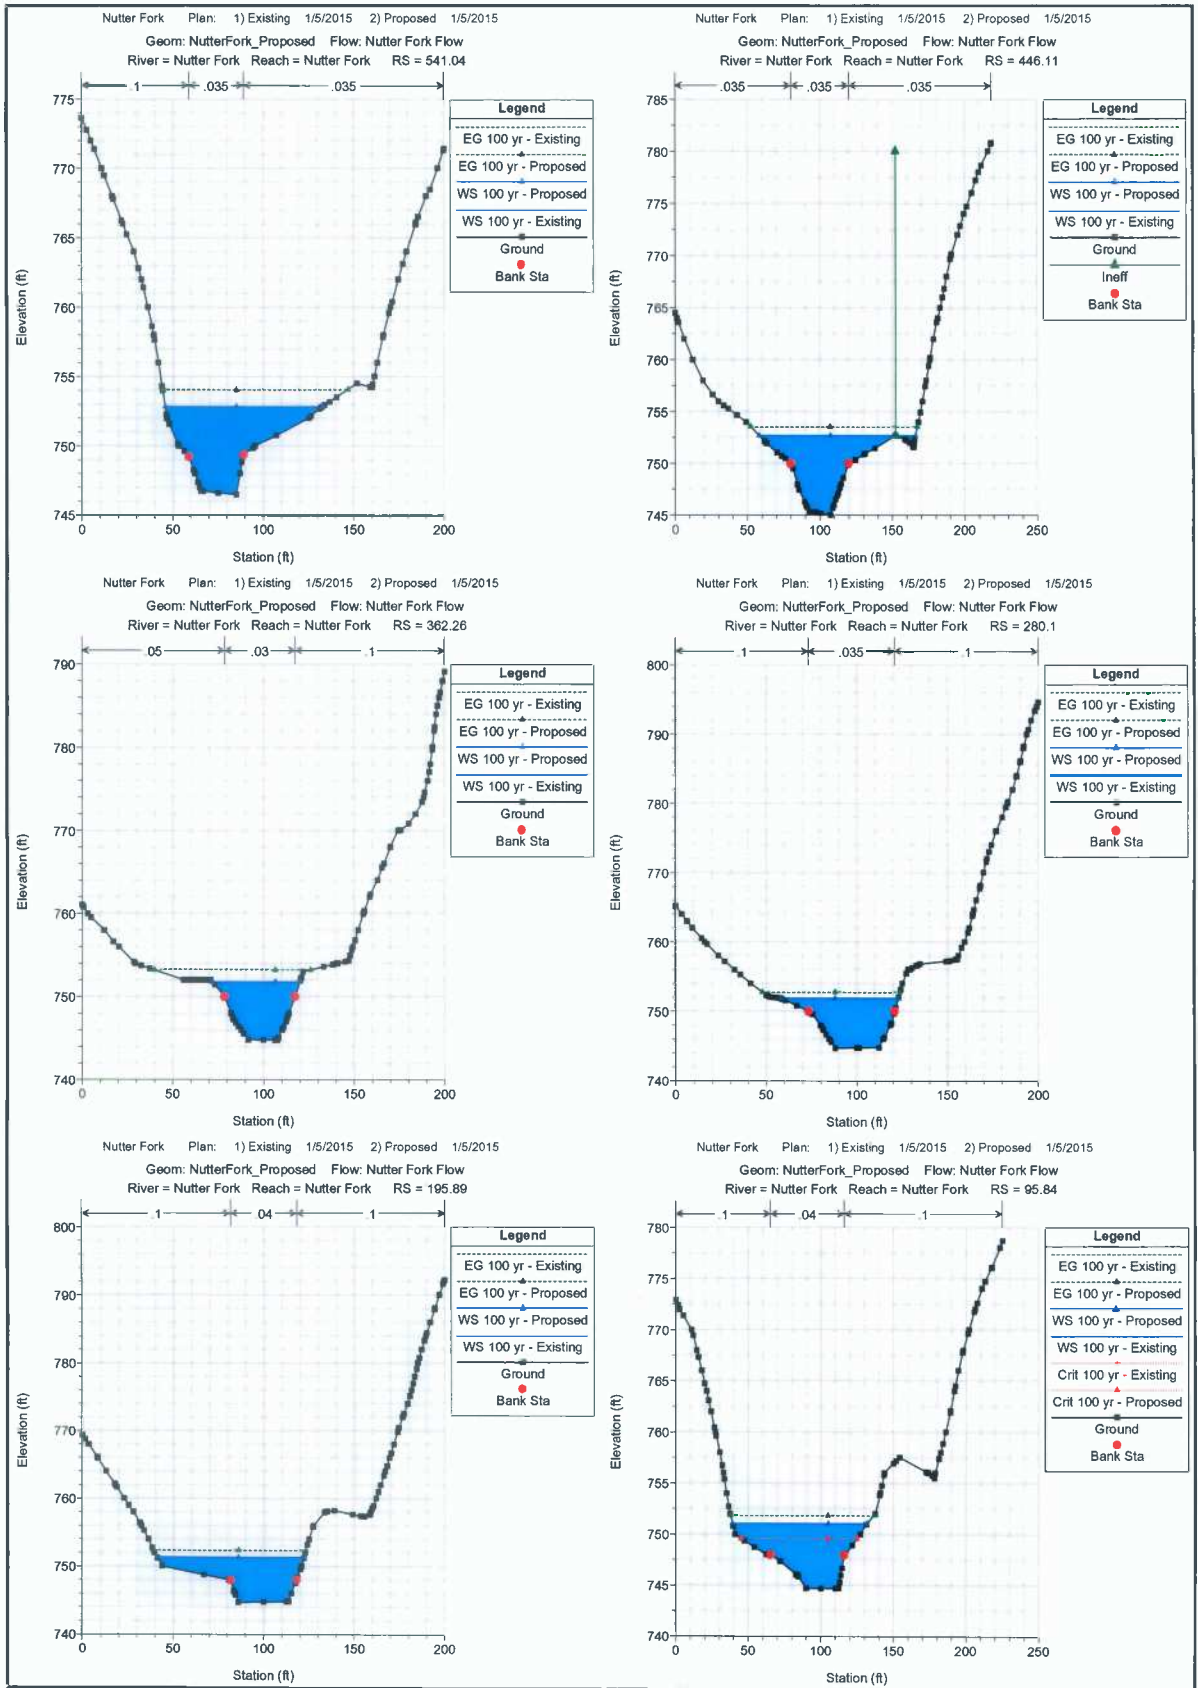 Nutter Fork Plan: 1) Existing 1/5/2015 2) Proposed 1/5/2015
Geom: NutterFork_Proposed Flow: Nutter Fork Flow
River = Nutter Fork Reach = Nutter Fork RS = 541.04
.1 .035 .035
775
770
765
760
755
750
745
Elevation (ft)
0 50 100 150 200
Station (ft)
Legend
EG 100 yr - Existing
EG 100 yr - Proposed
WS 100 yr - Proposed
WS 100 yr - Existing
Ground
Bank Sta
Nutter Fork Plan: 1) Existing 1/5/2015 2) Proposed 1/5/2015
Geom: NutterFork_Proposed Flow: Nutter Fork Flow
River = Nutter Fork Reach = Nutter Fork RS = 446.11
.035 .035 .035
785
780
775
770
765
760
755
750
745
Elevation (ft)
0 50 100 150 200 250
Station (ft)
Legend
EG 100 yr - Existing
EG 100 yr - Proposed
WS 100 yr - Proposed
WS 100 yr - Existing
Ground
Ineff
Bank Sta
Nutter Fork Plan: 1) Existing 1/5/2015 2) Proposed 1/5/2015
Geom: NutterFork_Proposed Flow: Nutter Fork Flow
River = Nutter Fork Reach = Nutter Fork RS = 362.26
.05 .03 .1
790
780
770
760
750
740
Elevation (ft)
0 50 100 150 200
Station (ft)
Legend
EG 100 yr - Existing
EG 100 yr - Proposed
WS 100 yr - Proposed
WS 100 yr - Existing
Ground
Bank Sta
Nutter Fork Plan: 1) Existing 1/5/2015 2) Proposed 1/5/2015
Geom: NutterFork_Proposed Flow: Nutter Fork Flow
River = Nutter Fork Reach = Nutter Fork RS = 280.1
.1 .035 .1
800
790
780
770
760
750
740
Elevation (ft)
0 50 100 150 200
Station (ft)
Legend
EG 100 yr - Existing
EG 100 yr - Proposed
WS 100 yr - Proposed
WS 100 yr - Existing
Ground
Bank Sta
Nutter Fork Plan: 1) Existing 1/5/2015 2) Proposed 1/5/2015
Geom: NutterFork_Proposed Flow: Nutter Fork Flow
River = Nutter Fork Reach = Nutter Fork RS = 195.89
.1 .04 .1
800
790
780
770
760
750
740
Elevation (ft)
0 50 100 150 200
Station (ft)
Legend
EG 100 yr - Existing
EG 100 yr - Proposed
WS 100 yr - Proposed
WS 100 yr - Existing
Ground
Bank Sta
Nutter Fork Plan: 1) Existing 1/5/2015 2) Proposed 1/5/2015
Geom: NutterFork_Proposed Flow: Nutter Fork Flow
River = Nutter Fork Reach = Nutter Fork RS = 95.84
.1 .04 .1
780
775
770
765
760
755
750
745
740
Elevation (ft)
0 50 100 150 200 250
Station (ft)
Legend
EG 100 yr - Existing
EG 100 yr - Proposed
WS 100 yr - Proposed
WS 100 yr - Existing
Crit 100 yr - Existing
Crit 100 yr - Proposed
Ground
Bank Sta